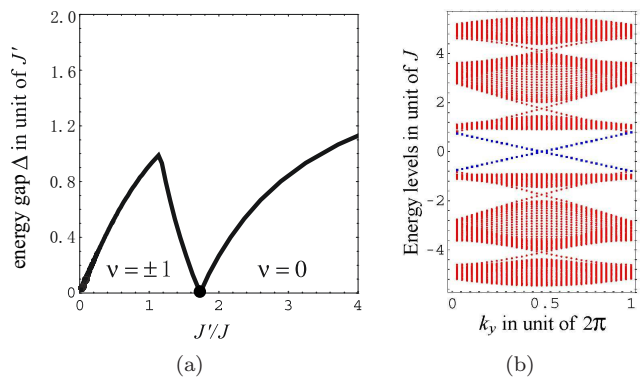 energy gap Δ in unit of J′
2.0
1.6
1.2
0.8
0.4
0
ν = ± 1
ν = 0
0
1
2
3
4
J′/J
(a)
Energy levels in unit of J
4
2
0
-2
-4
0
0.5
1
k_y in unit of 2π
(b)